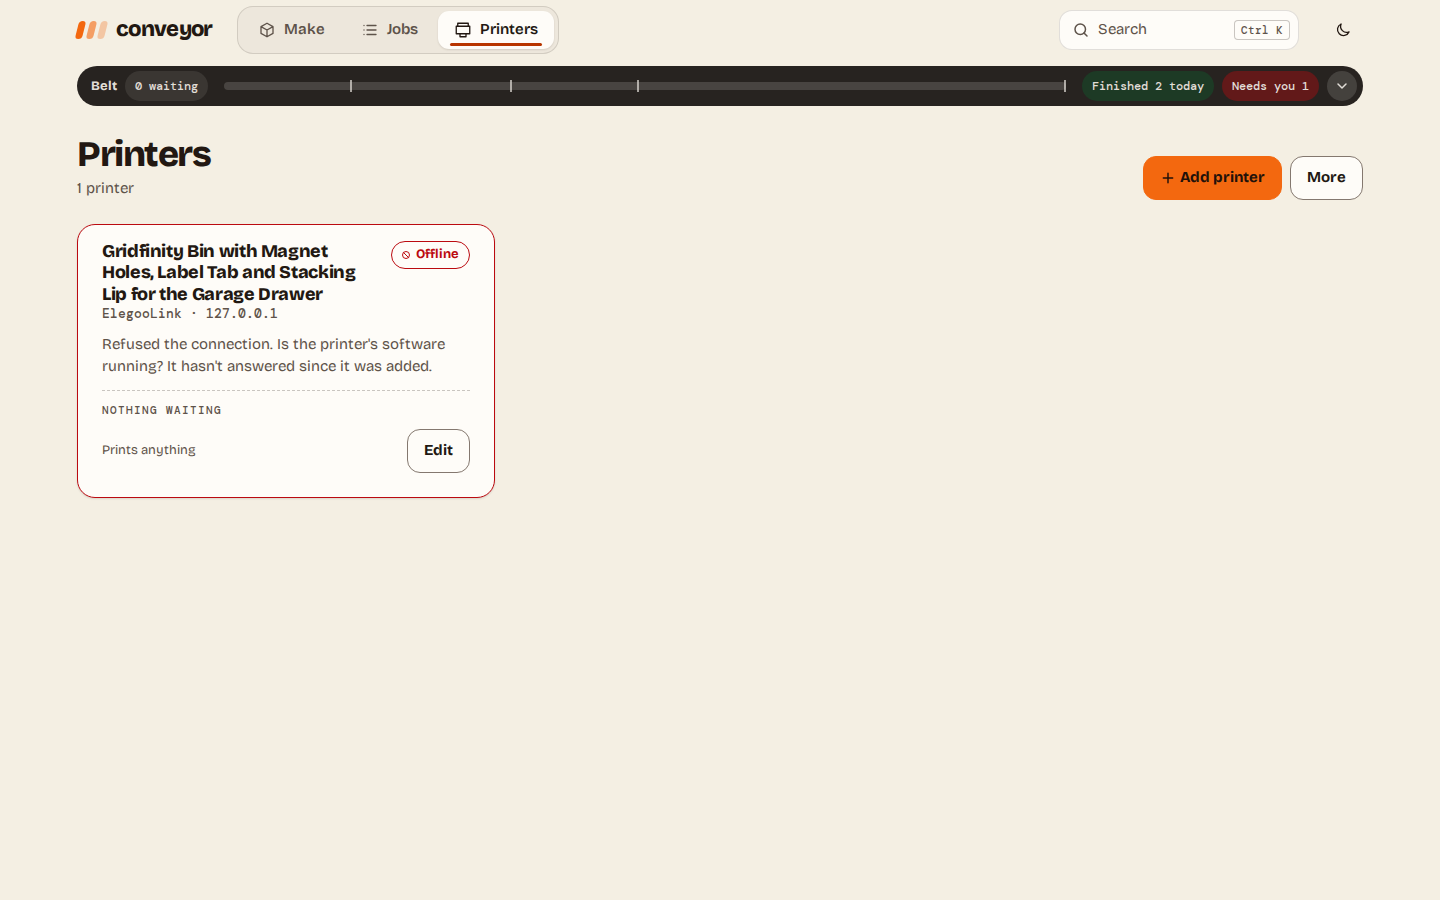 conveyor
Make
Jobs
Printers
Search
Ctrl K
Belt
0 waiting
Finished 2 today
Needs you 1
Printers
1 printer
+ Add printer
More
Gridfinity Bin with Magnet
Holes, Label Tab and Stacking
Lip for the Garage Drawer
Offline
ElegooLink · 127.0.0.1
Refused the connection. Is the printer's software
running? It hasn't answered since it was added.
NOTHING WAITING
Prints anything
Edit